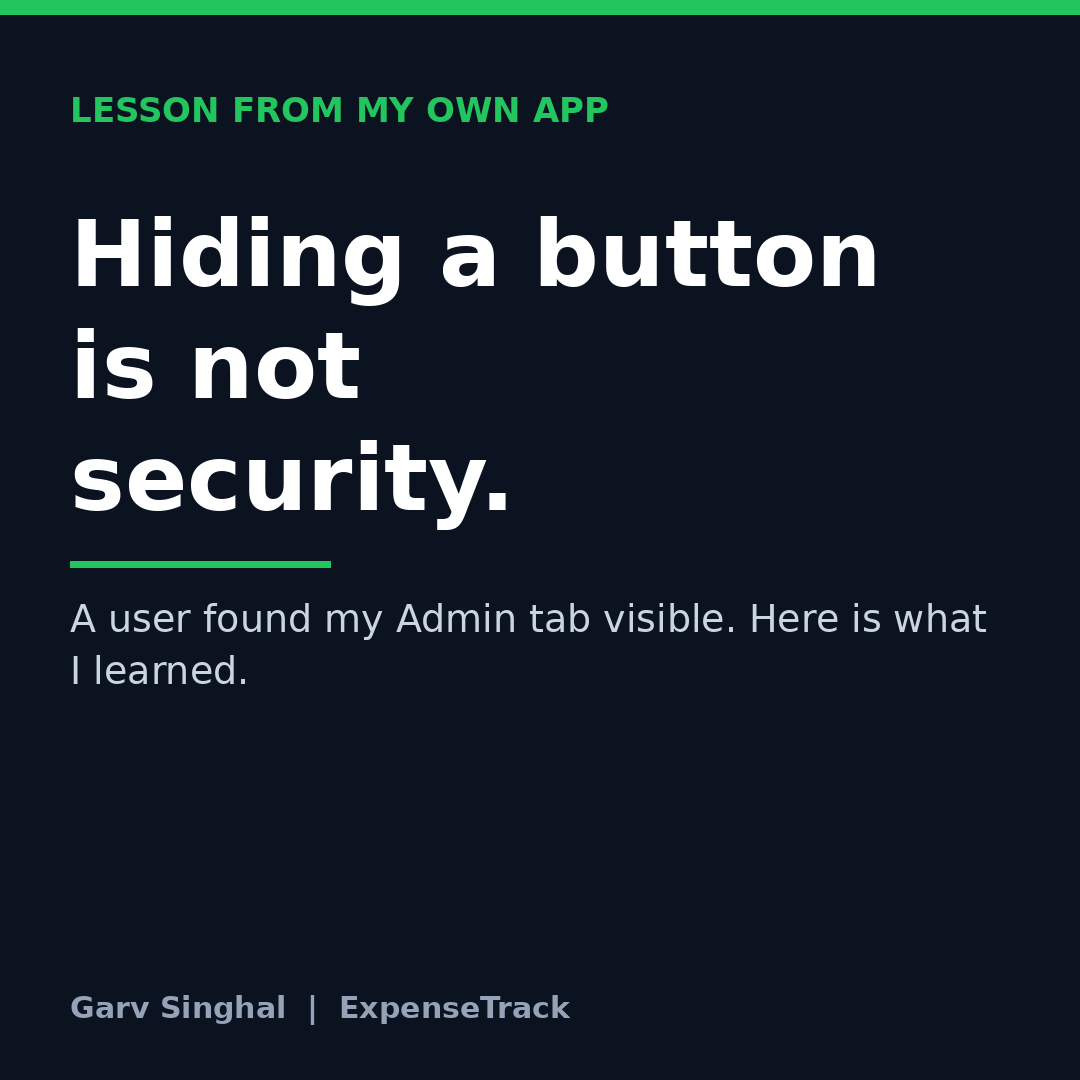 LESSON FROM MY OWN APP
Hiding a button
is not
security.
A user found my Admin tab visible. Here is what
I learned.
Garv Singhal | ExpenseTrack